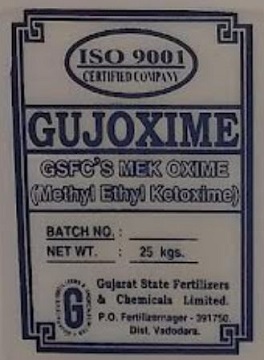 ISO 9001
CERTIFIED COMPANY
GUJOXIME
GSFC'S MEK OXIME
(Methyl Ethyl Ketoxime)
BATCH NO. :
NET WT. : 25 kgs.
G
Gujarat State Fertilizers
& Chemicals Limited.
P.O. Fertilizernagar - 391750.
Dist. Vadodara.